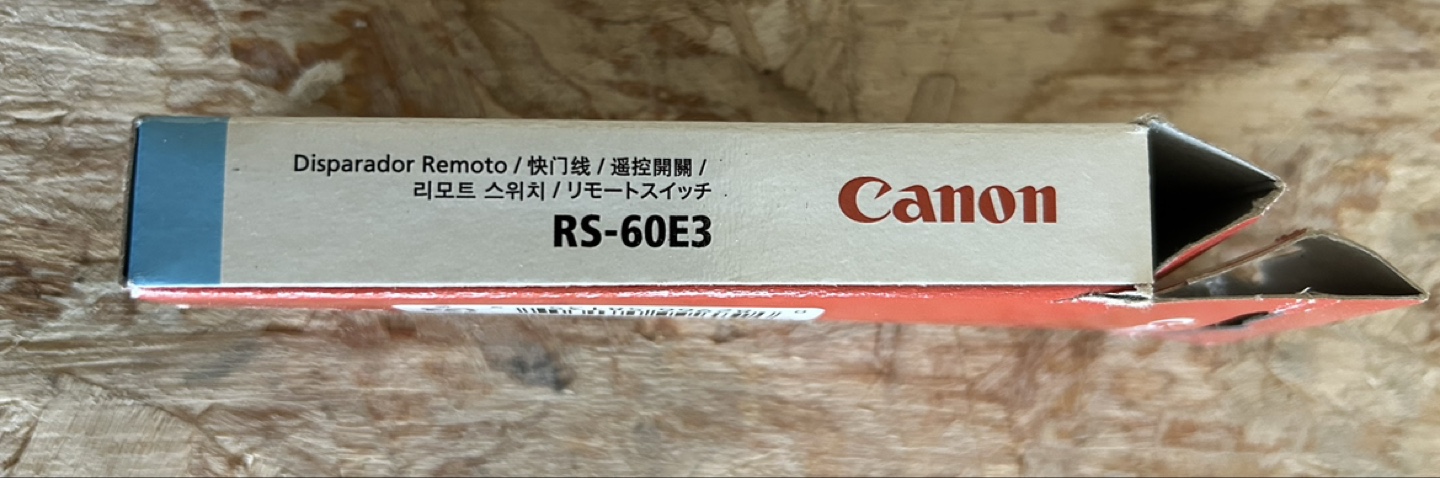 Disparador Remoto / 快门线 / 遥控開關 /
리모트 스위치 / リモートスイッチ
RS-60E3
Canon